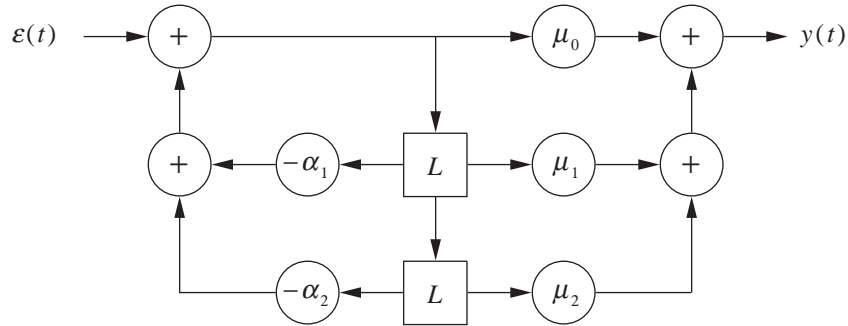 ε(t) + μ₀ + y(t)
+ −α₁ L μ₁ +
−α₂ L μ₂